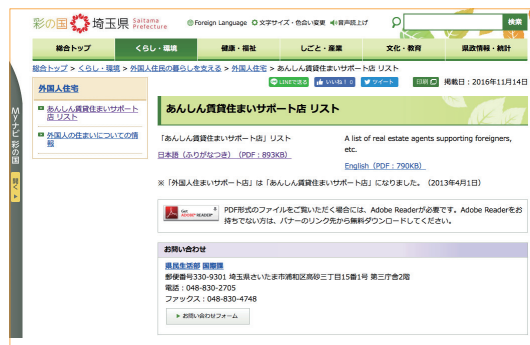 彩の国 埼玉県 Saitama Prefecture
Foreign Language 文字サイズ・色合い変更 音声読上げ 検索
総合トップ くらし・環境 健康・福祉 しごと・産業 文化・教育 県政情報・統計
総合トップ > くらし・環境 > 外国人住民の暮らしを支える > 外国人住宅 > あんしん賃貸住まいサポート店 リスト
LINEで送る いいね! 0 ツイート 印刷 掲載日：2016年11月14日
外国人住宅
あんしん賃貸住まいサポート店 リスト
外国人の住まいについての情報
Myナビ彩の国
開く
あんしん賃貸住まいサポート店 リスト
「あんしん賃貸住まいサポート店」リスト
日本語（ふりがなつき）（PDF：893KB）
A list of real estate agents supporting foreigners, etc.
English（PDF：790KB）
※「外国人住まいサポート店」は「あんしん賃貸住まいサポート店」になりました。（2013年4月1日）
Get ADOBE READER
PDF形式のファイルをご覧いただく場合には、Adobe Readerが必要です。Adobe Readerをお
持ちでない方は、バナーのリンク先から無料ダウンロードしてください。
お問い合わせ
県民生活部 国際課
郵便番号330-9301 埼玉県さいたま市浦和区高砂三丁目15番1号 第三庁舎2階
電話：048-830-2705
ファックス：048-830-4748
お問い合わせフォーム